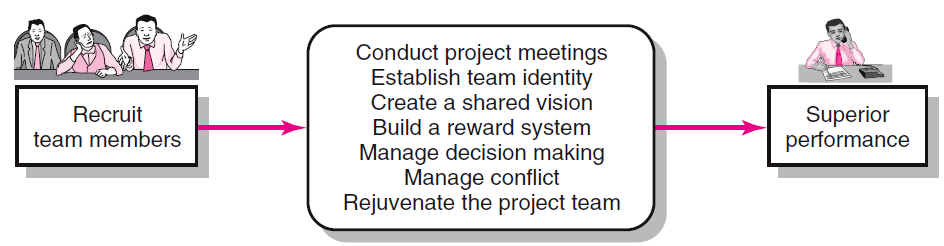 Recruit
team members
Conduct project meetings
Establish team identity
Create a shared vision
Build a reward system
Manage decision making
Manage conflict
Rejuvenate the project team
Superior
performance